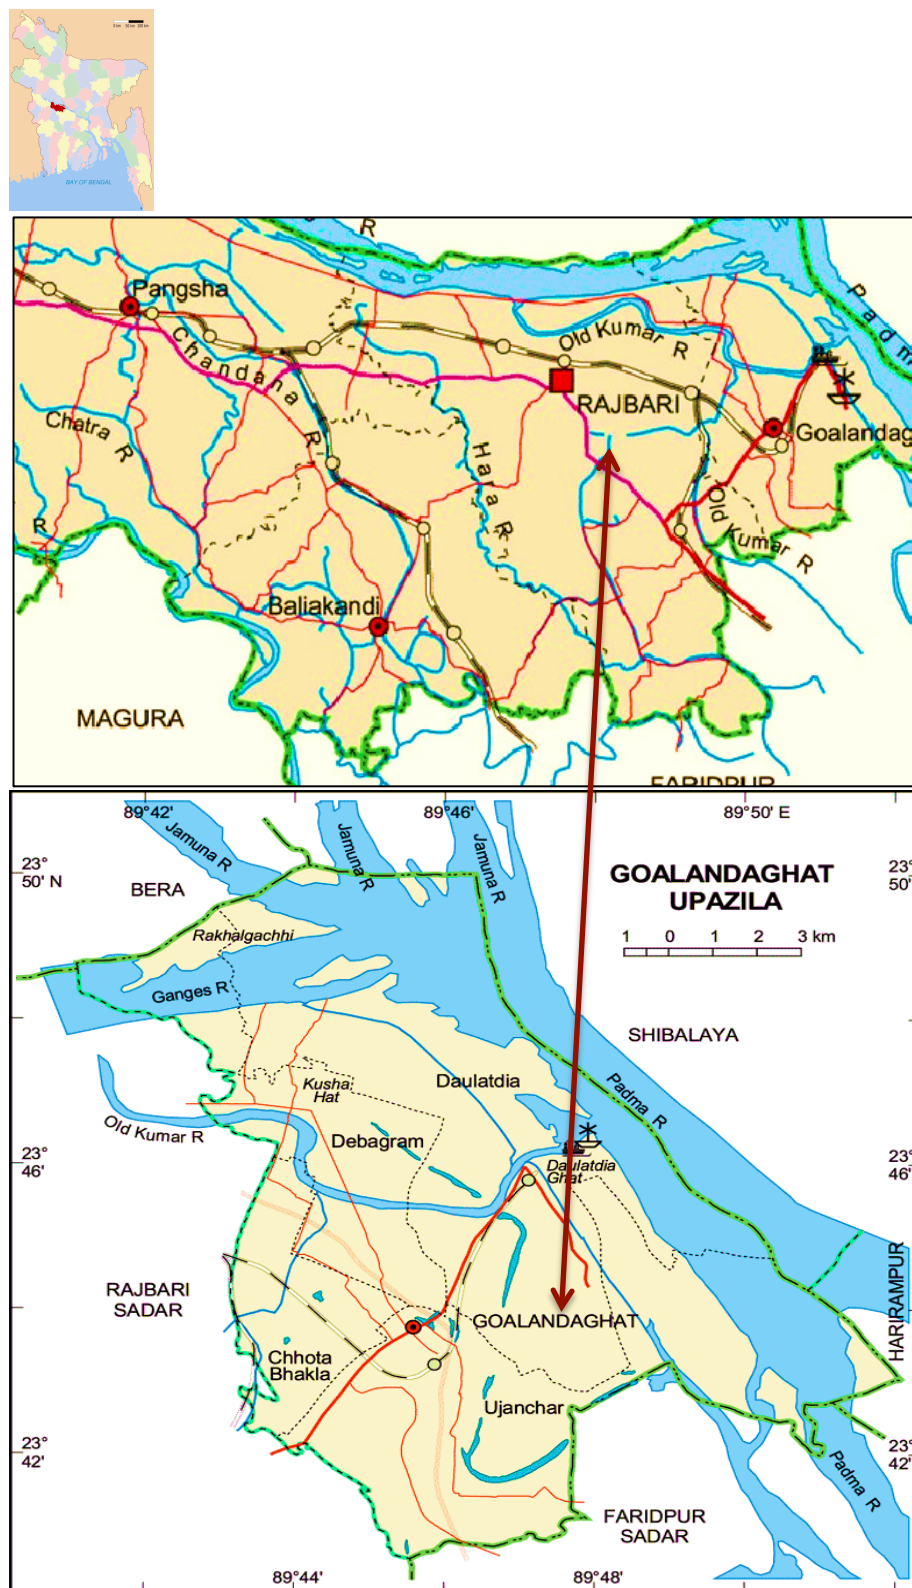 BAY OF BENGAL
R
Padm
Pangsha
Old Kumar R
Chandana R
RAJBARI
Chatra R
Goalandag
Hara R
R
Old Kumar R
Baliakandi
MAGURA
FARIDPUR
89°42'
89°46'
89°50' E
Jamuna R
Jamuna R
Jamuna R
23°
50' N
23°
50'
BERA
GOALANDAGHAT
UPAZILA
Rakhalgachhi
1 0 1 2 3 km
Ganges R
SHIBALAYA
Daulatdia
Kusha
Hat
Padma R
Old Kumar R
Debagram
23°
46'
Daulatdia
Ghat
23°
46'
RAJBARI
SADAR
HARIRAMPUR
GOALANDAGHAT
Chhota
Bhakla
Ujanchar
23°
42'
23°
42'
Padma R
FARIDPUR
SADAR
89°44'
89°48'